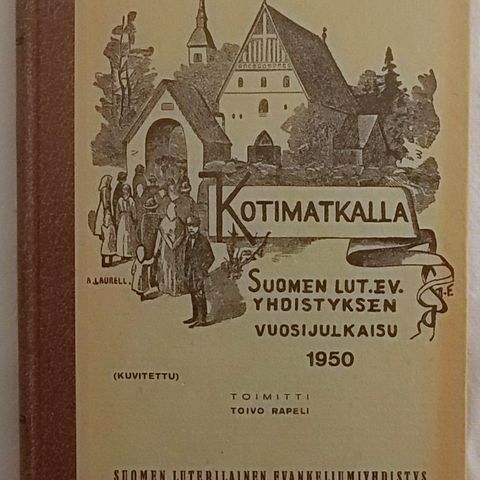 KOTIMATKALLA
SUOMEN LUT.EV.
YHDISTYKSEN
VUOSIJULKAISU
1950
A.LAURELL.
(KUVITETTU)
TOIMITTI
TOIVO RAPELI
SUOMEN LUTERILAINEN EVANKELIUMIYHDISTYS